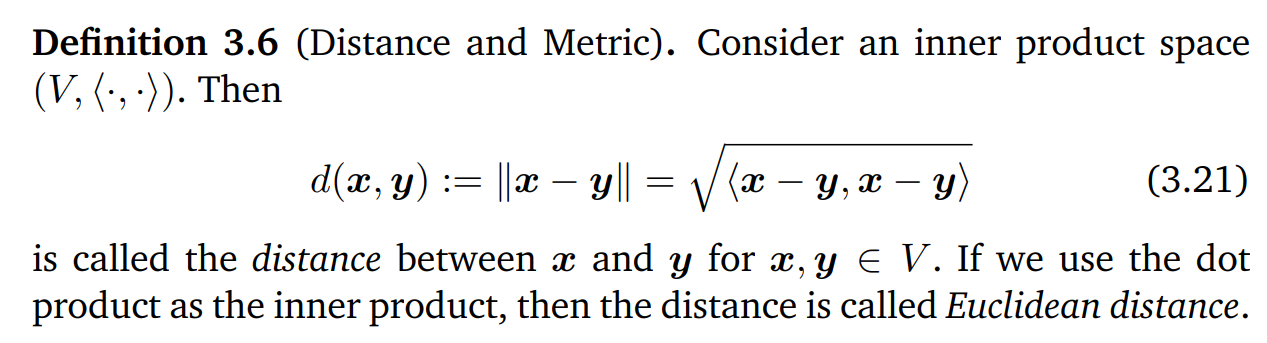 Definition 3.6 (Distance and Metric). Consider an inner product space
(V, ⟨·, ·⟩). Then
d(x, y) := ‖x − y‖ = √⟨x − y, x − y⟩ (3.21)
is called the distance between x and y for x, y ∈ V. If we use the dot
product as the inner product, then the distance is called Euclidean distance.